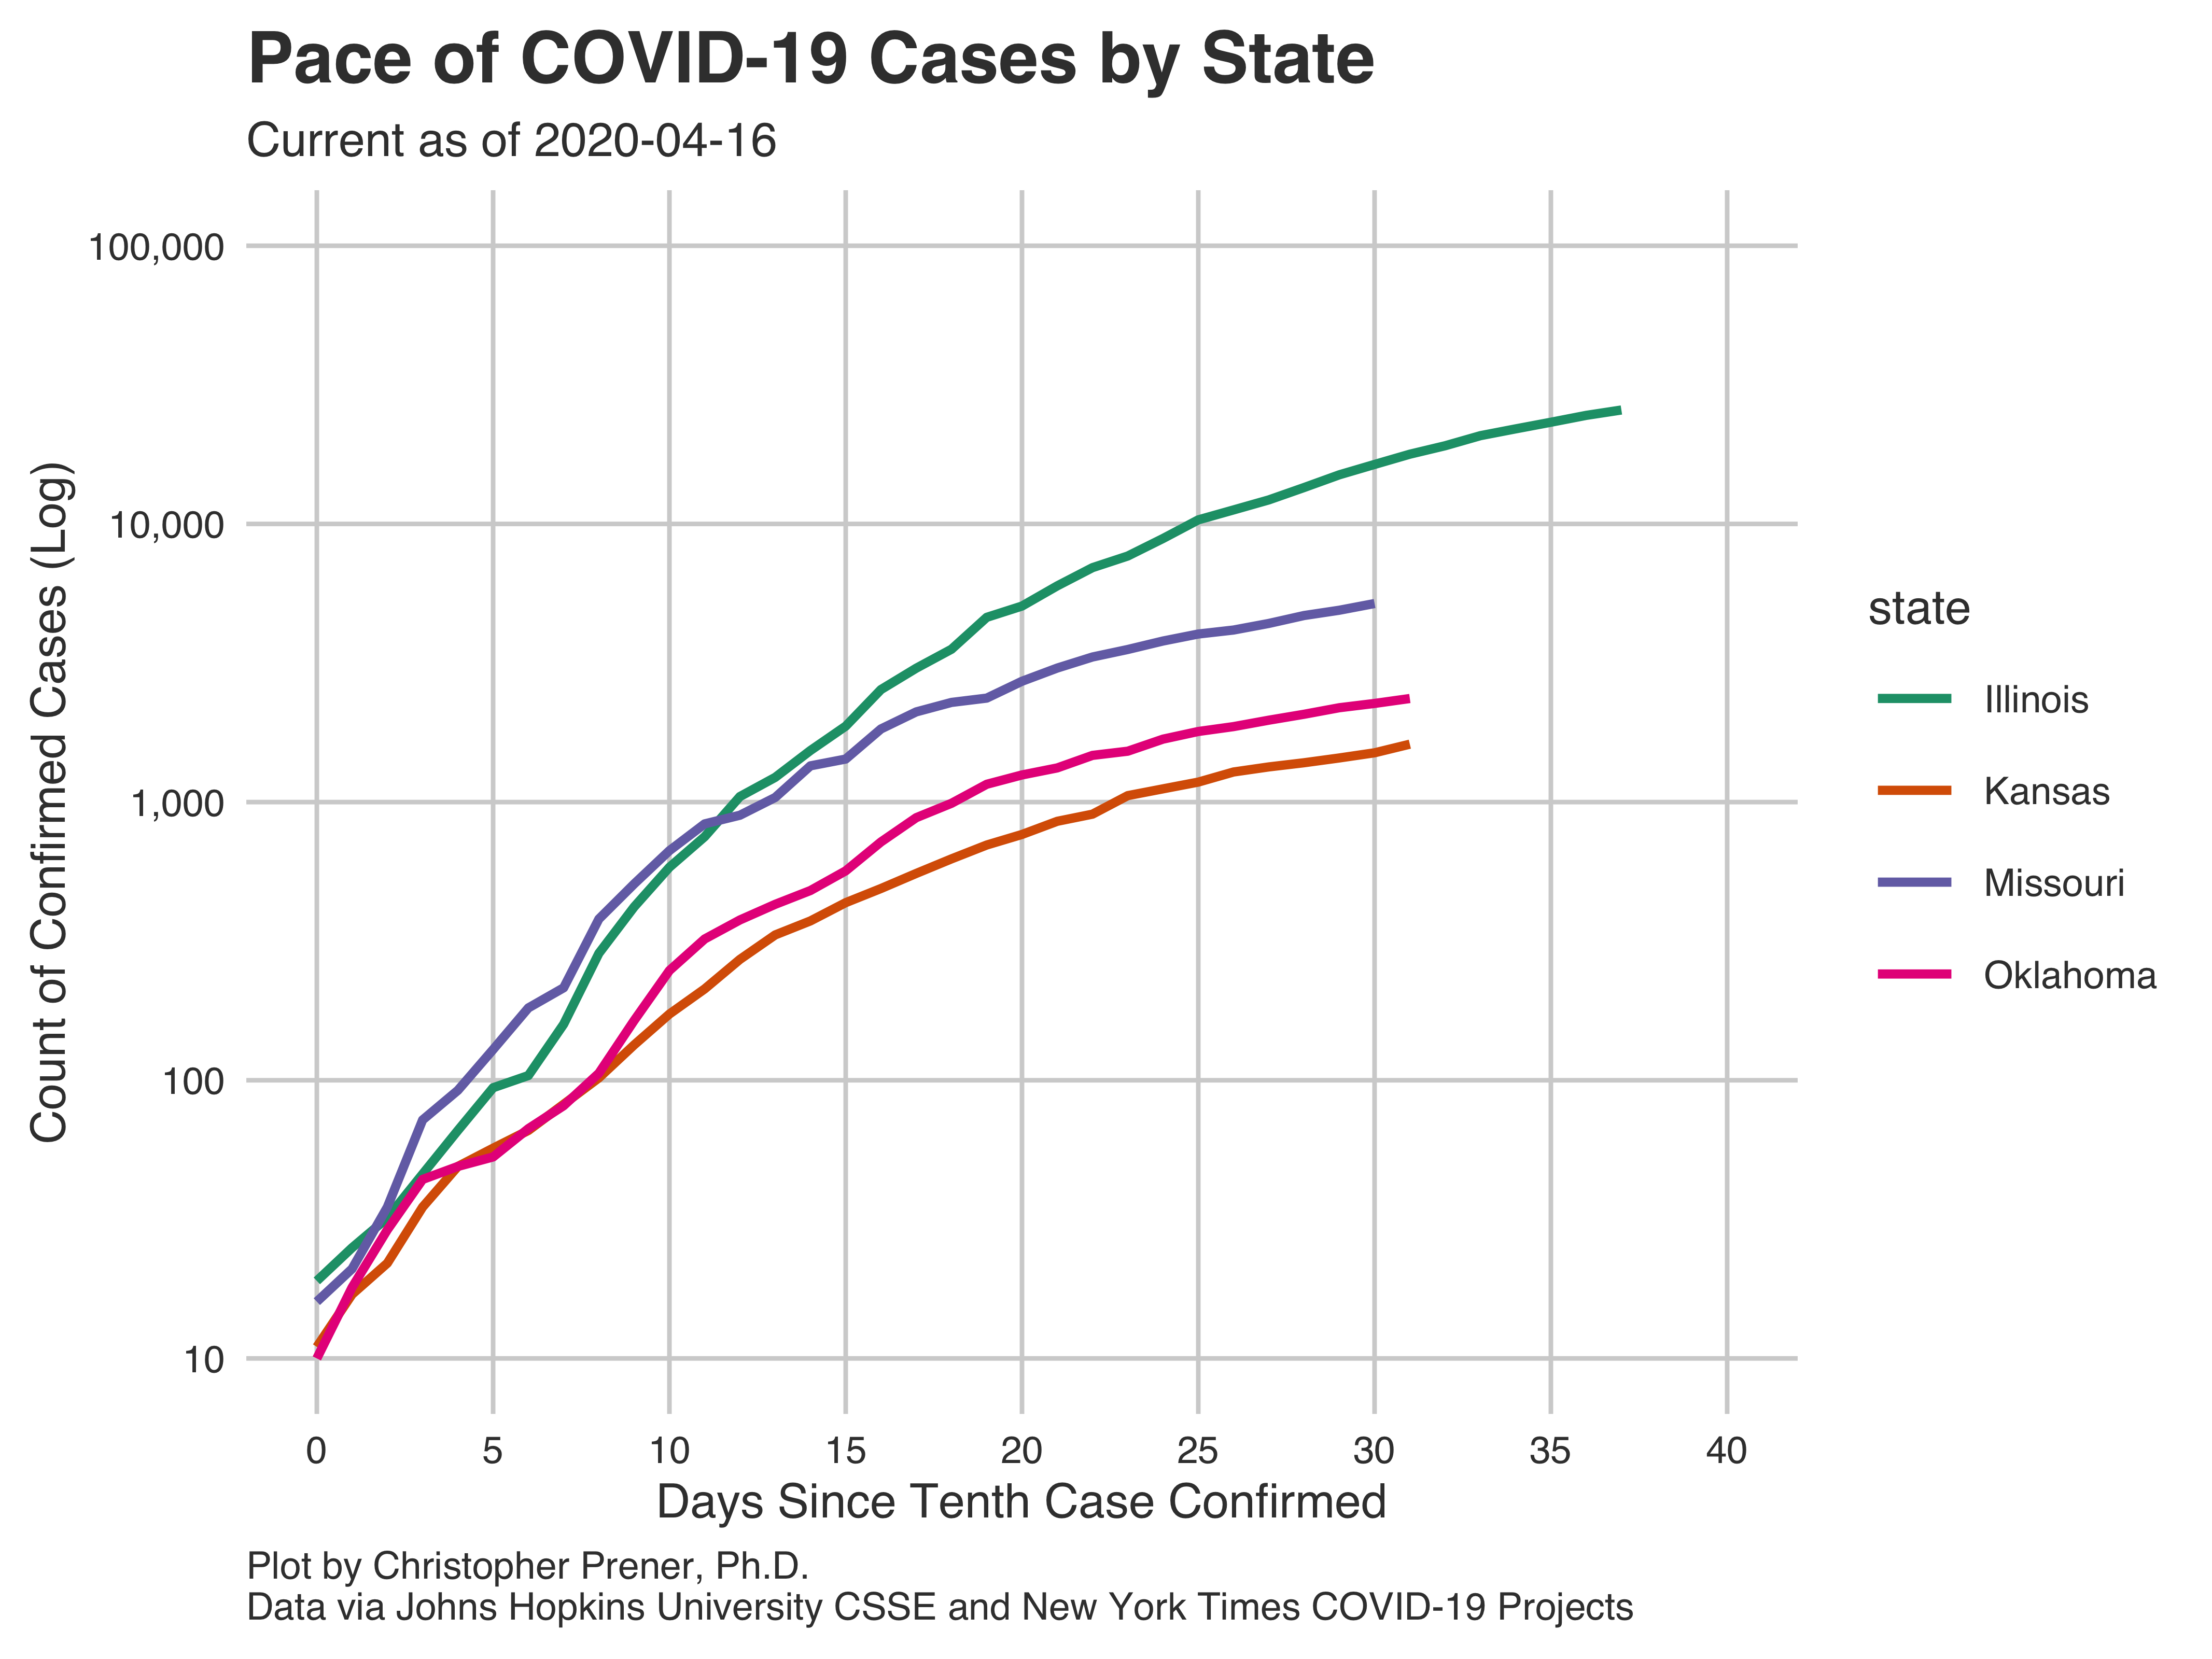 Pace of COVID-19 Cases by State
Current as of 2020-04-16
100,000
10,000
1,000
100
10
Count of Confirmed Cases (Log)
0 5 10 15 20 25 30 35 40
Days Since Tenth Case Confirmed
state
Illinois
Kansas
Missouri
Oklahoma
Plot by Christopher Prener, Ph.D.
Data via Johns Hopkins University CSSE and New York Times COVID-19 Projects